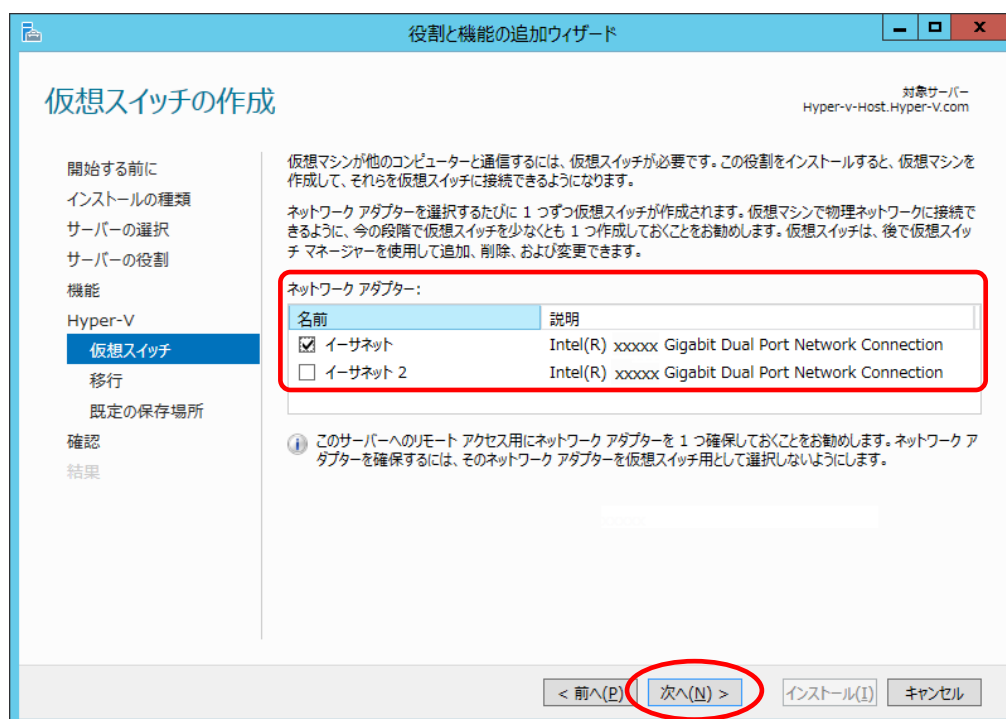 役割と機能の追加ウィザード
仮想スイッチの作成
対象サーバー
Hyper-v-Host.Hyper-V.com
開始する前に
インストールの種類
サーバーの選択
サーバーの役割
機能
Hyper-V
仮想スイッチ
移行
既定の保存場所
確認
結果
仮想マシンが他のコンピューターと通信するには、仮想スイッチが必要です。この役割をインストールすると、仮想マシンを
作成して、それらを仮想スイッチに接続できるようになります。
ネットワーク アダプターを選択するたびに 1 つずつ仮想スイッチが作成されます。仮想マシンで物理ネットワークに接続で
きるように、今の段階で仮想スイッチを少なくとも 1 つ作成しておくことをお勧めします。仮想スイッチは、後で仮想スイッ
チ マネージャーを使用して追加、削除、および変更できます。
ネットワーク アダプター:
名前 説明
イーサネット Intel(R) xxxxx Gigabit Dual Port Network Connection
イーサネット 2 Intel(R) xxxxx Gigabit Dual Port Network Connection
このサーバーへのリモート アクセス用にネットワーク アダプターを 1 つ確保しておくことをお勧めします。ネットワーク ア
ダプターを確保するには、そのネットワーク アダプターを仮想スイッチ用として選択しないようにします。
< 前へ(P) 次へ(N) > インストール(I) キャンセル